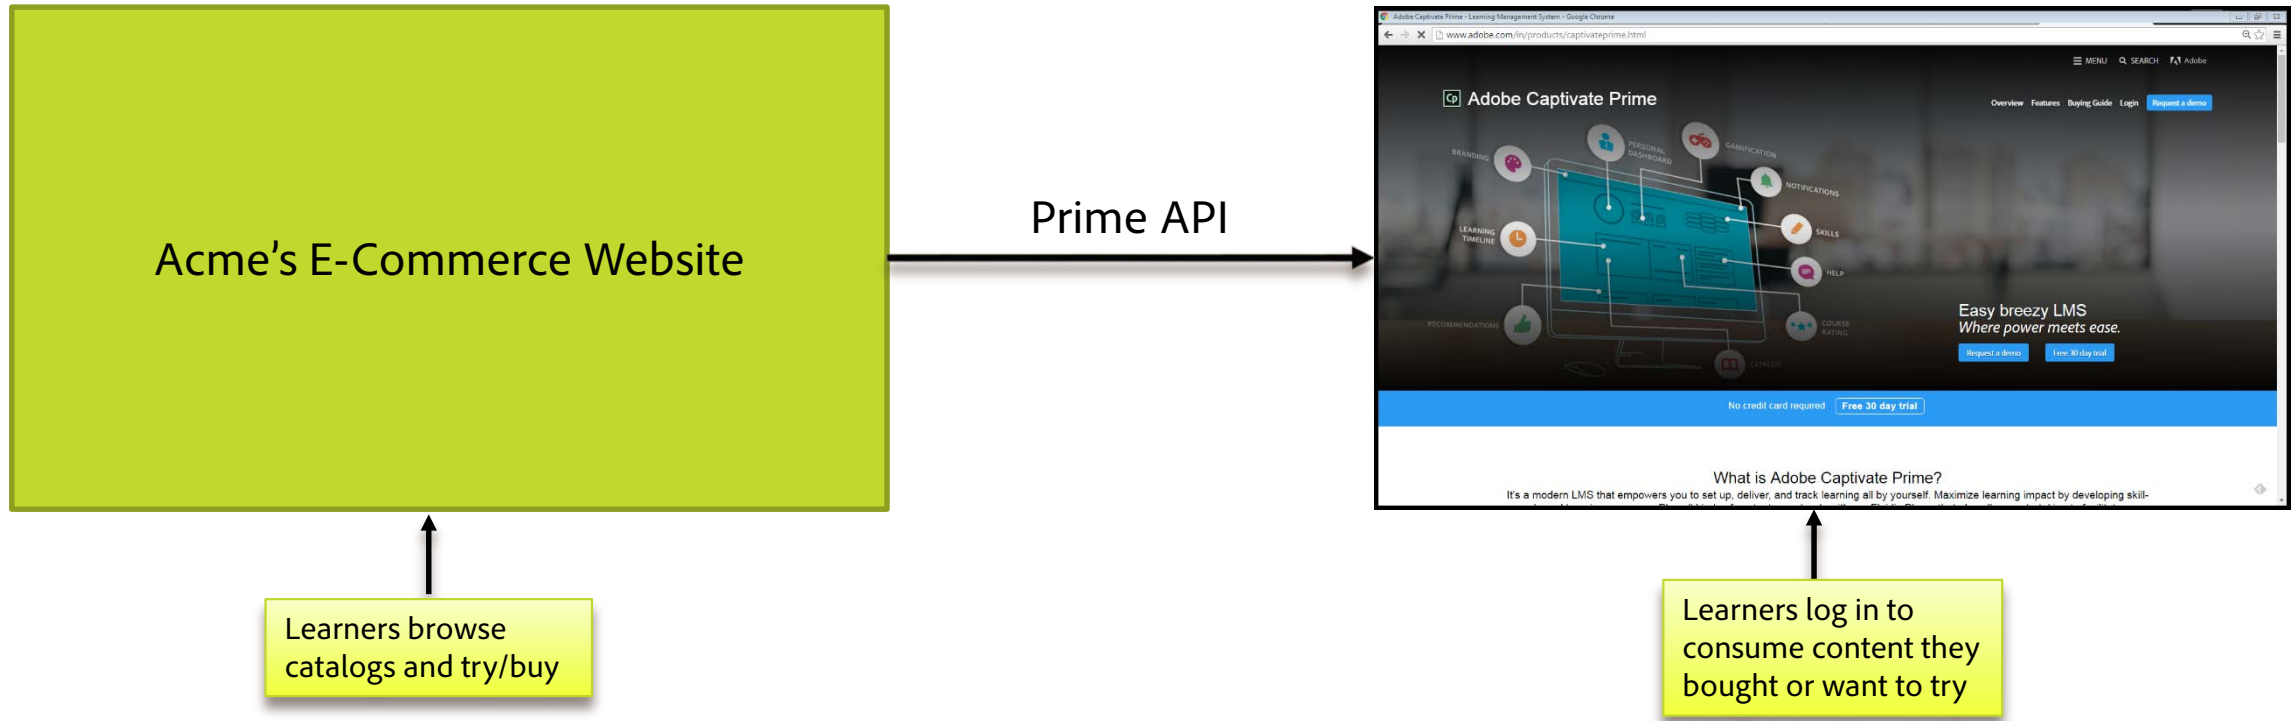 Acme's E-Commerce Website
Prime API
Learners browse
catalogs and try/buy
Adobe Captivate Prime - Learning Management System - Google Chrome
www.adobe.com/in/products/captivateprime.html
MENU SEARCH Adobe
Cp Adobe Captivate Prime
Overview Features Buying Guide Login Request a demo
BRANDING
PERSONAL
DASHBOARD
GAMIFICATION
NOTIFICATIONS
LEARNING
TIMELINE
SKILLS
HELP
RECOMMENDATIONS
COURSE
RATING
CATALOG
Easy breezy LMS
Where power meets ease.
Request a demo Free 30 day trial
No credit card required Free 30 day trial
What is Adobe Captivate Prime?
It's a modern LMS that empowers you to set up, deliver, and track learning all by yourself. Maximize learning impact by developing skill-
Learners log in to
consume content they
bought or want to try